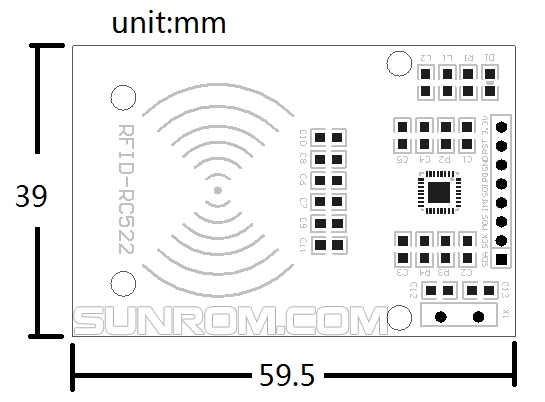 unit:mm
L2 L1 R1 D1
C5 C4 R2 C1
RFID-RC522
C10
C8
C6
C7
C9
C11
SDA SCK MOSI MISO IRQ GND RST 3.3V
C3 R4 R3 C2
C12 C13
X1
SUNROM.COM
39
59.5